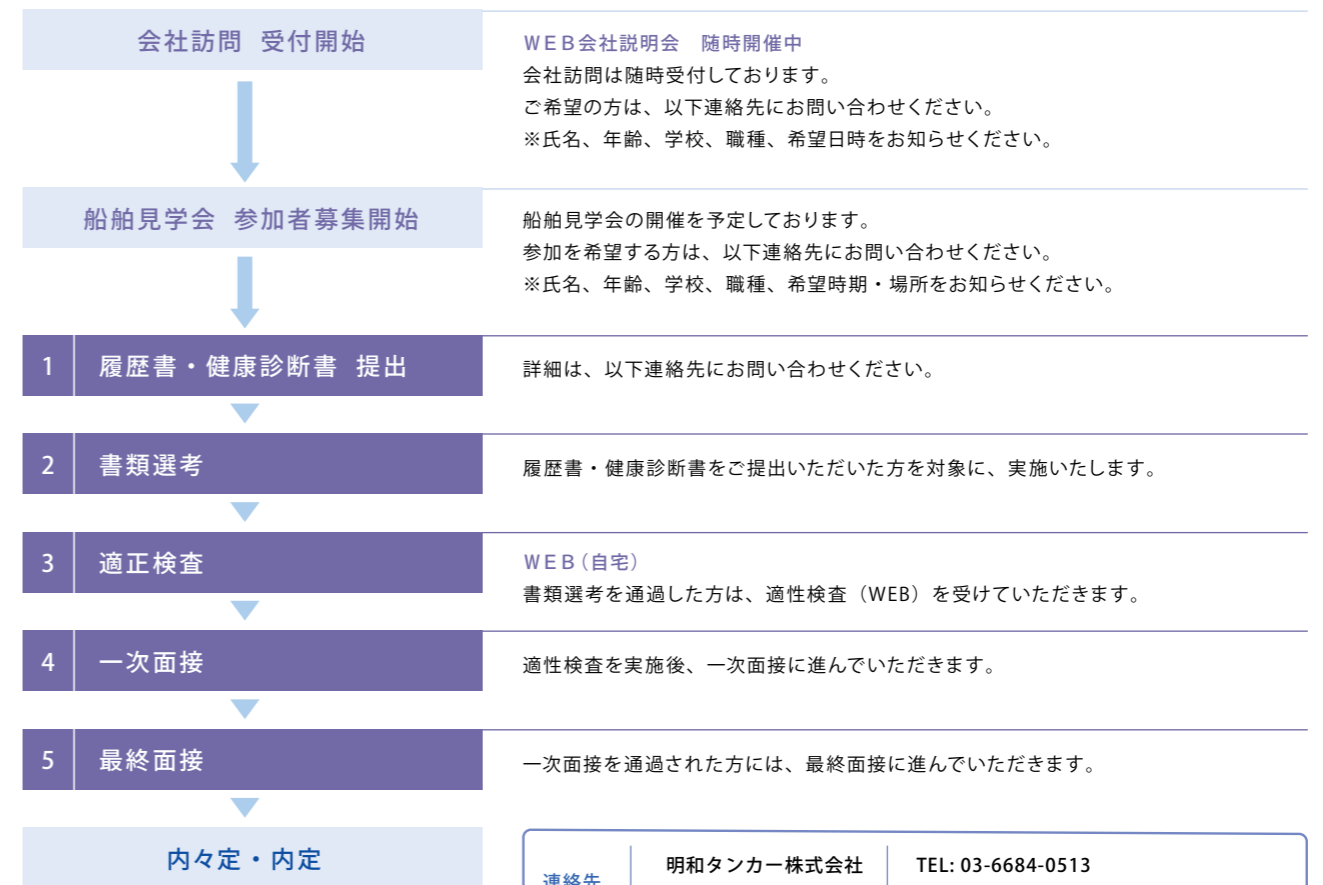 会社訪問 受付開始
ＷＥＢ会社説明会　随時開催中
会社訪問は随時受付しております。
ご希望の方は、以下連絡先にお問い合わせください。
※氏名、年齢、学校、職種、希望日時をお知らせください。
船舶見学会 参加者募集開始
船舶見学会の開催を予定しております。
参加を希望する方は、以下連絡先にお問い合わせください。
※氏名、年齢、学校、職種、希望時期・場所をお知らせください。
1 履歴書・健康診断書 提出
詳細は、以下連絡先にお問い合わせください。
2 書類選考
履歴書・健康診断書をご提出いただいた方を対象に、実施いたします。
3 適正検査
ＷＥＢ（自宅）
書類選考を通過した方は、適性検査（WEB）を受けていただきます。
4 一次面接
適性検査を実施後、一次面接に進んでいただきます。
5 最終面接
一次面接を通過された方には、最終面接に進んでいただきます。
内々定・内定
連絡先
明和タンカー株式会社
TEL: 03-6684-0513